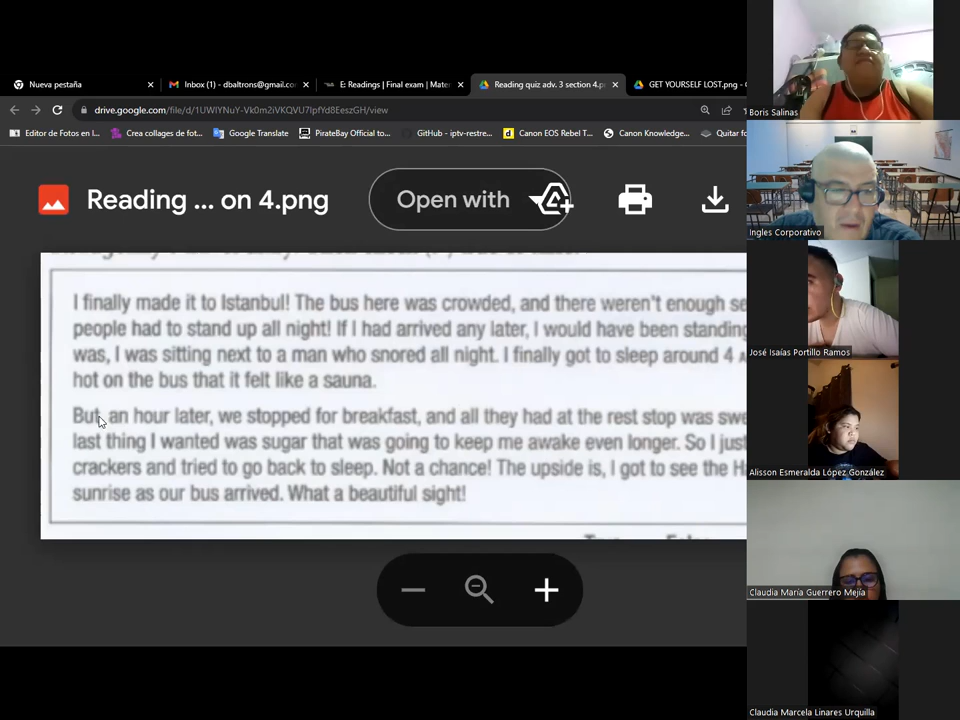 Nueva pestaña
Inbox (1) - dbaltrons@gmail.co
E: Readings | Final exam | Mater
Reading quiz adv. 3 section 4.p
GET YOURSELF LOST.png -
drive.google.com/file/d/1UWlYNuY-Vk0m2iVKQVU7lpfYd8EeszGH/view
Editor de Fotos en l...
Crea collages de fot...
Google Translate
PirateBay Official to...
GitHub - iptv-restre...
Canon EOS Rebel T...
Canon Knowledge...
Quitar fo
Reading ... on 4.png
Open with
I finally made it to Istanbul! The bus here was crowded, and there weren't enough se
people had to stand up all night! If I had arrived any later, I would have been standing
was, I was sitting next to a man who snored all night. I finally got to sleep around 4 A
hot on the bus that it felt like a sauna.
But, an hour later, we stopped for breakfast, and all they had at the rest stop was swe
last thing I wanted was sugar that was going to keep me awake even longer. So I just
crackers and tried to go back to sleep. Not a chance! The upside is, I got to see the H
sunrise as our bus arrived. What a beautiful sight!
Boris Salinas
Ingles Corporativo
José Isaías Portillo Ramos
Alisson Esmeralda López González
Claudia María Guerrero Mejía
Claudia Marcela Linares Urquilla